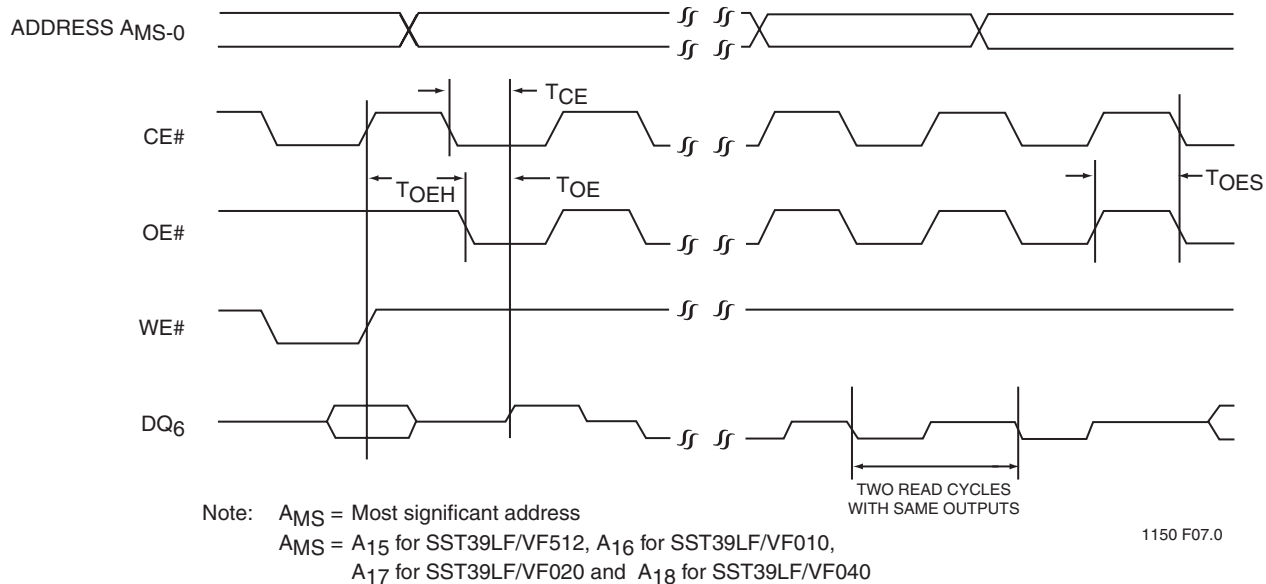 ADDRESS AMS-0
TCE
CE#
TOEH
TOE
TOES
OE#
WE#
DQ6
TWO READ CYCLES
WITH SAME OUTPUTS
Note: AMS = Most significant address
AMS = A15 for SST39LF/VF512, A16 for SST39LF/VF010,
A17 for SST39LF/VF020 and A18 for SST39LF/VF040
1150 F07.0